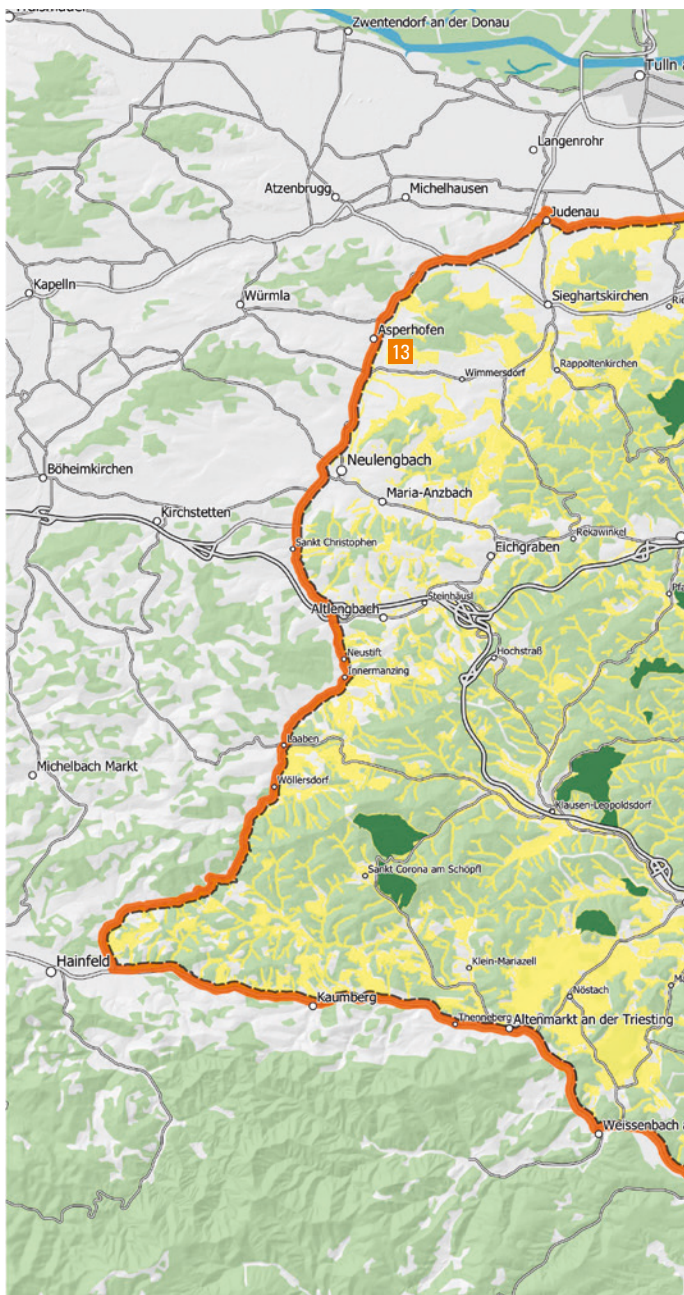 Zwentendorf an der Donau
Tulln a
Langenrohr
Atzenbrugg
Michelhausen
Judenau
Kapelln
Würmla
Sieghartskirchen
Asperhofen
13
Wimmersdorf
Rappoltenkirchen
Neulengbach
Böheimkirchen
Maria-Anzbach
Kirchstetten
Rekawinkel
Sankt Christophen
Eichgraben
Steinhäusl
Altlengbach
Neustift
Hochstraß
Innermanzing
Laaben
Michelbach Markt
Wöllersdorf
Klausen-Leopoldsdorf
Sankt Corona am Schöpfl
Hainfeld
Klein-Mariazell
Nöstach
Kaumberg
Thenneberg
Altenmarkt an der Triesting
Weissenbach a